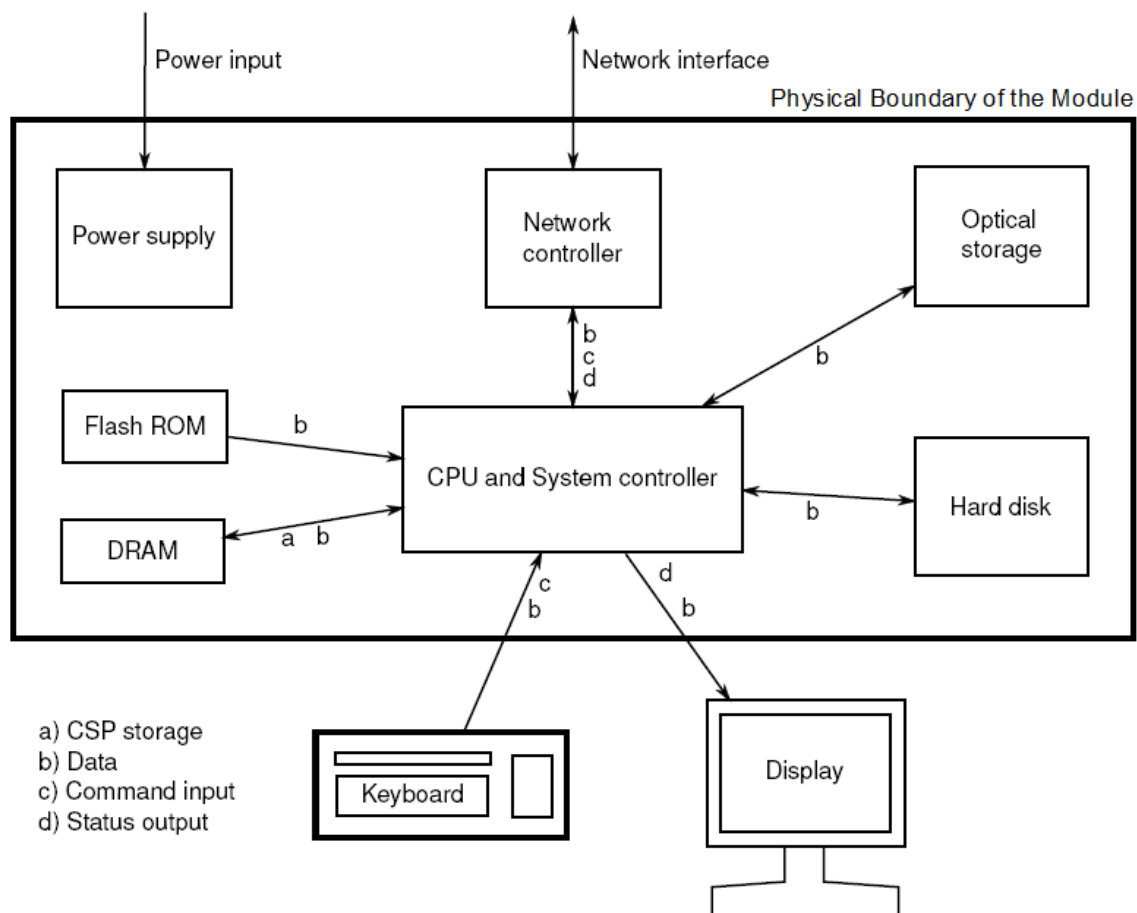 Power input
Network interface
Physical Boundary of the Module
Power supply
Network
controller
Optical
storage
b
c
d
b
Flash ROM
b
CPU and System controller
b
Hard disk
DRAM
a b
c
b
d
b
a) CSP storage
b) Data
c) Command input
d) Status output
Keyboard
Display